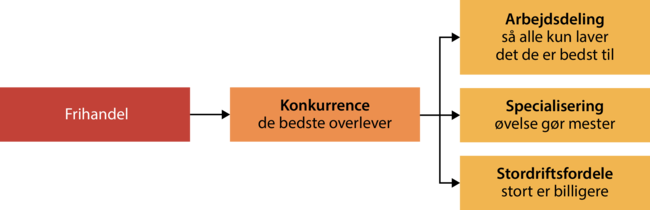 Frihandel
Konkurrence
de bedste overlever
Arbejdsdeling
så alle kun laver
det de er bedst til
Specialisering
øvelse gør mester
Stordriftsfordele
stort er billigere